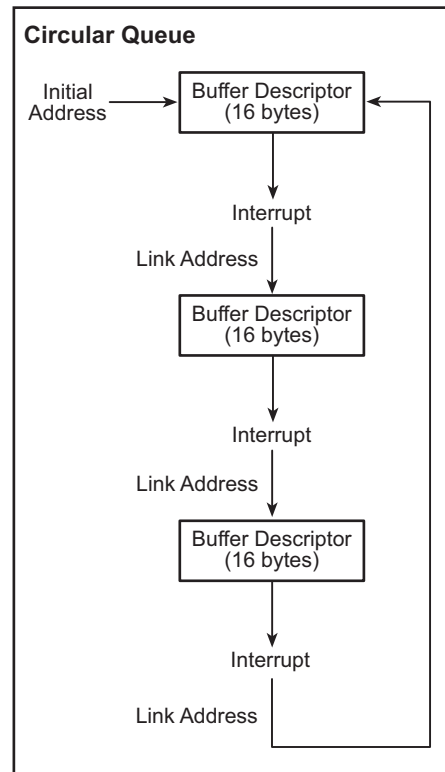 Circular Queue
Initial
Address
Buffer Descriptor
(16 bytes)
Interrupt
Link Address
Buffer Descriptor
(16 bytes)
Interrupt
Link Address
Buffer Descriptor
(16 bytes)
Interrupt
Link Address